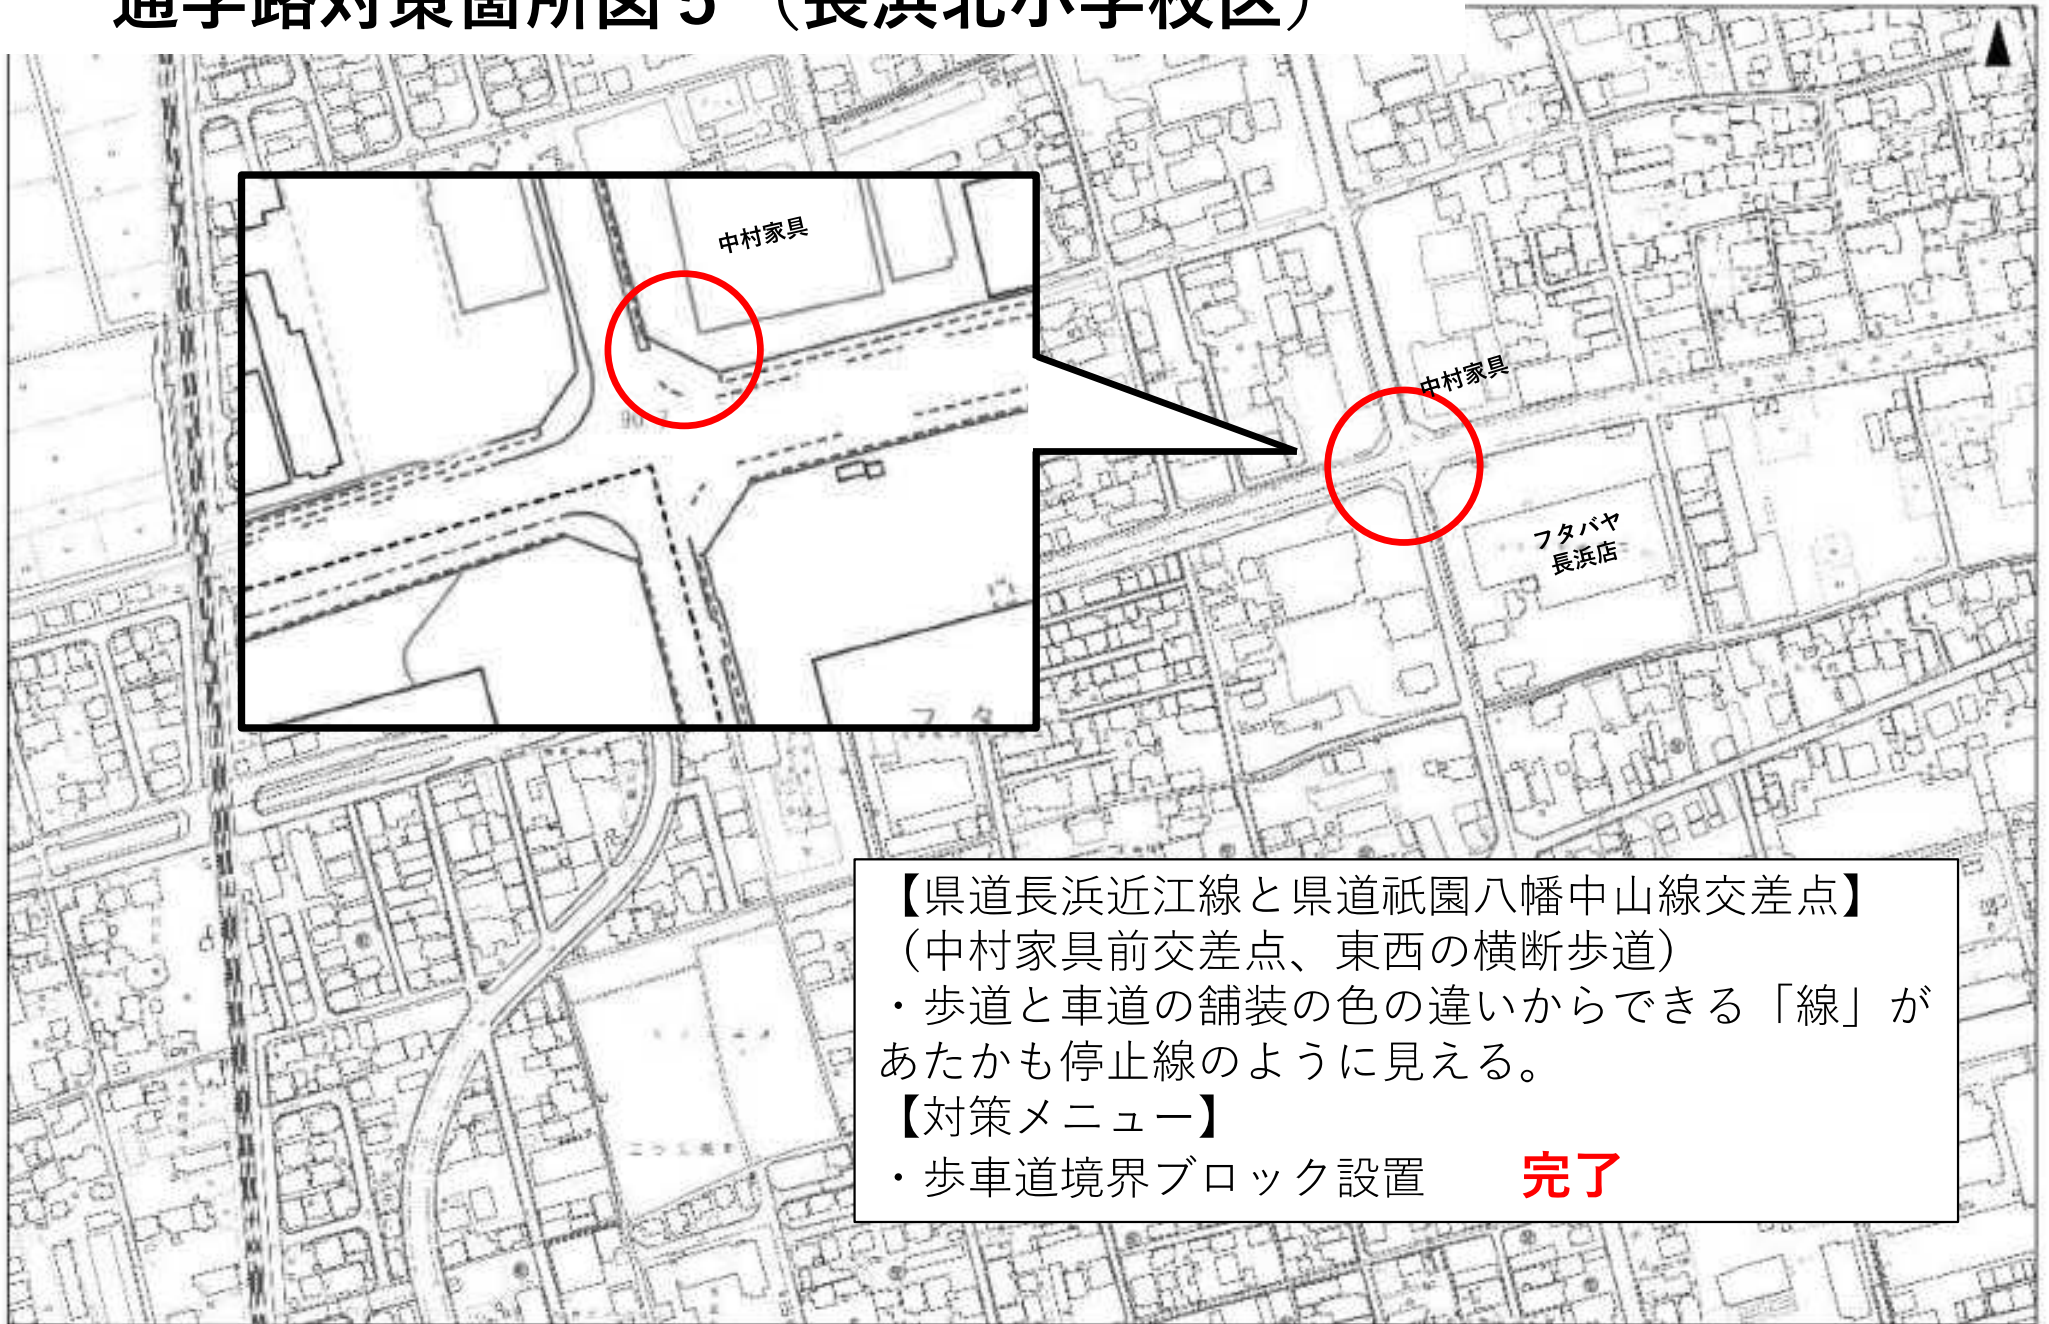 通学路対策箇所図５（長浜北小学校区）
中村家具
90.7
フ タ
中村家具
フタバヤ
長浜店
【県道長浜近江線と県道祇園八幡中山線交差点】
（中村家具前交差点、東西の横断歩道）
・歩道と車道の舗装の色の違いからできる「線」が
あたかも停止線のように見える。
【対策メニュー】
・歩車道境界ブロック設置　完了